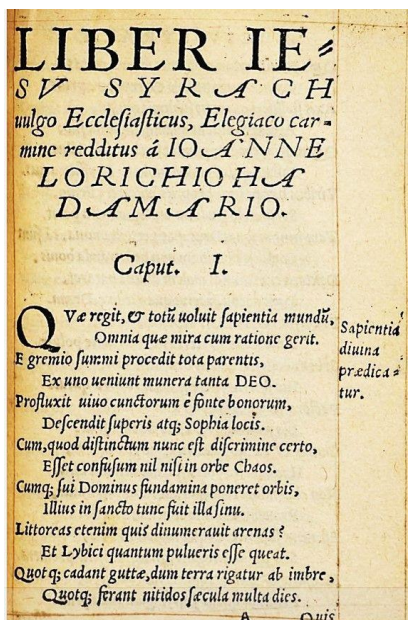 LIBER IE⸗
SV SYRACH
uulgo Ecclesiasticus, Elegiaco car⸗
mine redditus á IOANNE
LORICHIO HA
DAMARIO.
Caput. I.
QVæ regit, & totū uoluit sapientia mundū,
Omnia quæ mira cum ratione gerit.
E gremio summi procedit tota parentis,
Ex uno ueniunt munera tanta DEO.
Profluxit uiuo cunctorum è fonte bonorum,
Descendit superis atq; Sophia locis.
Cum, quod distinctum nunc est discrimine certo,
Esset confusum nil nisi in orbe Chaos.
Cumq; sui Dominus fundamina poneret orbis,
Illius in sancto tunc fuit illa sinu.
Littoreas etenim quis dinumerauit arenas?
Et Lybici quantum pulueris esse queat.
Quot q; cadant guttæ, dum terra rigatur ab imbre,
Quotq; ferant nitidos sæcula multa dies.
A Quis
Sapientia
diuina
prædica⸗
tur.